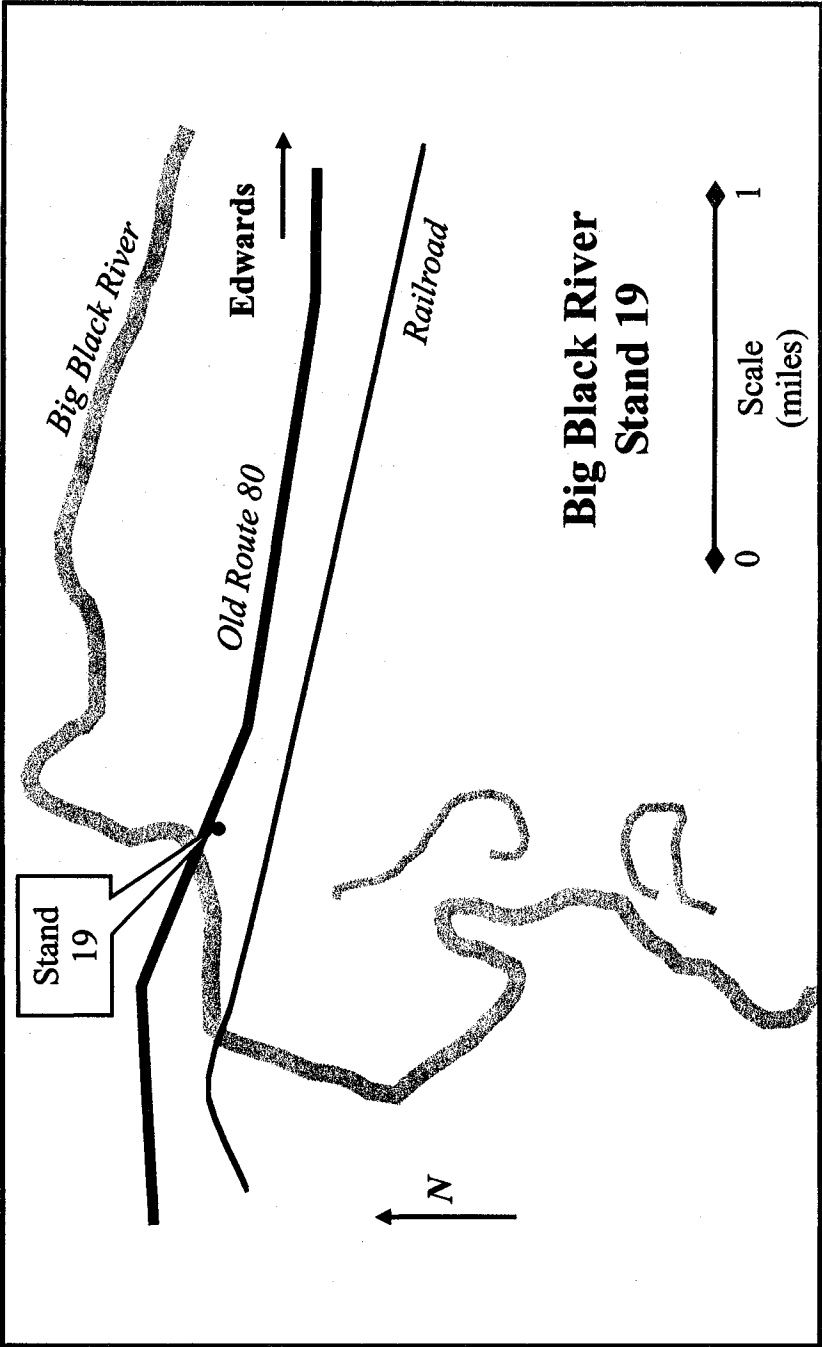 Big Black River
Stand
19
Edwards
Old Route 80
Railroad
N
Big Black River
Stand 19
0
1
Scale
(miles)